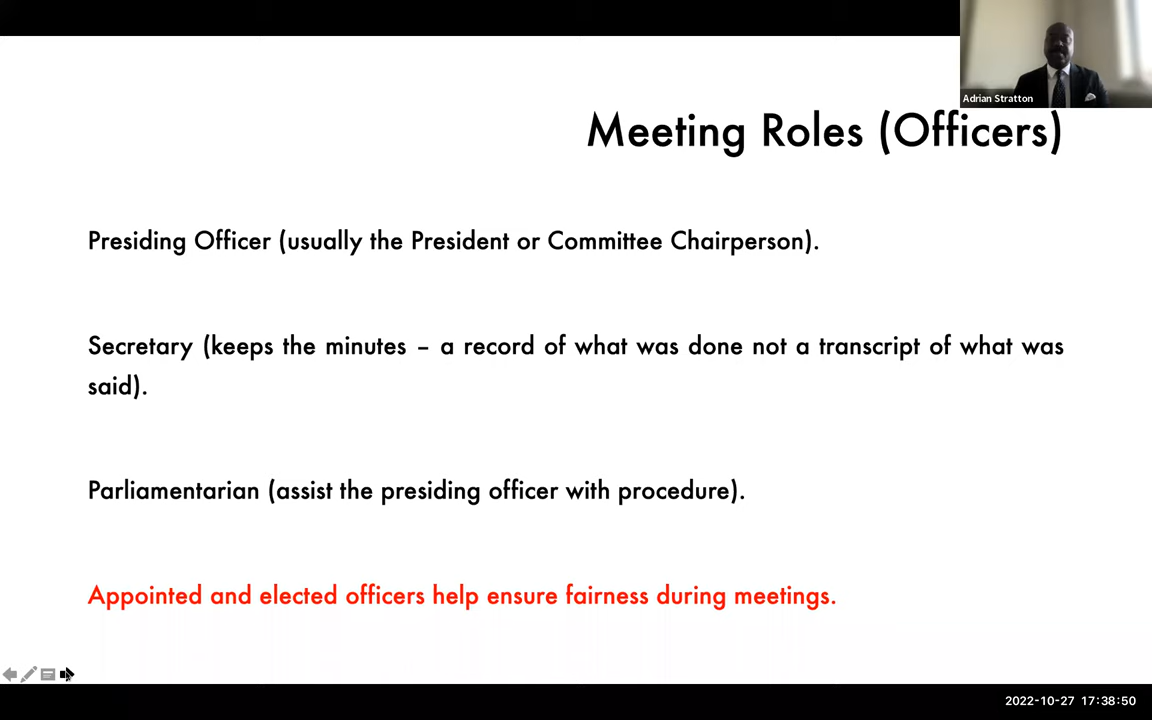 Adrian Stratton
Meeting Roles (Officers)
Presiding Officer (usually the President or Committee Chairperson).
Secretary (keeps the minutes – a record of what was done not a transcript of what was
said).
Parliamentarian (assist the presiding officer with procedure).
Appointed and elected officers help ensure fairness during meetings.
2022-10-27 17:38:50